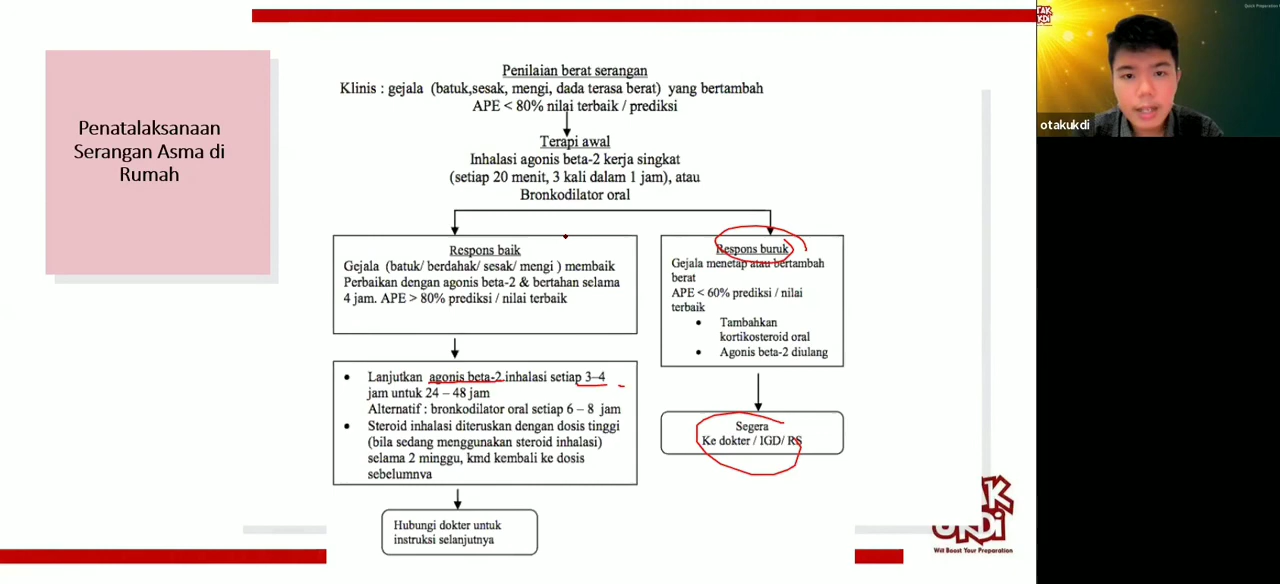 Penatalaksanaan
Serangan Asma di
Rumah
Penilaian berat serangan
Klinis : gejala (batuk,sesak, mengi, dada terasa berat) yang bertambah
APE < 80% nilai terbaik / prediksi
Terapi awal
Inhalasi agonis beta-2 kerja singkat
(setiap 20 menit, 3 kali dalam 1 jam), atau
Bronkodilator oral
Respons baik
Gejala (batuk/ berdahak/ sesak/ mengi ) membaik
Perbaikan dengan agonis beta-2 & bertahan selama
4 jam. APE > 80% prediksi / nilai terbaik
Lanjutkan agonis beta-2 inhalasi setiap 3–4
jam untuk 24 – 48 jam
Alternatif : bronkodilator oral setiap 6 – 8 jam
Steroid inhalasi diteruskan dengan dosis tinggi
(bila sedang menggunakan steroid inhalasi)
selama 2 minggu, kmd kembali ke dosis
sebelumnva
Hubungi dokter untuk
instruksi selanjutnya
Respons buruk
Gejala menetap atau bertambah
berat
APE < 60% prediksi / nilai
terbaik
Tambahkan
kortikosteroid oral
Agonis beta-2 diulang
Segera
Ke dokter / IGD/ RS
otakukdi
TAK
UKDI
AK
UKDi
Will Boost Your Preparation